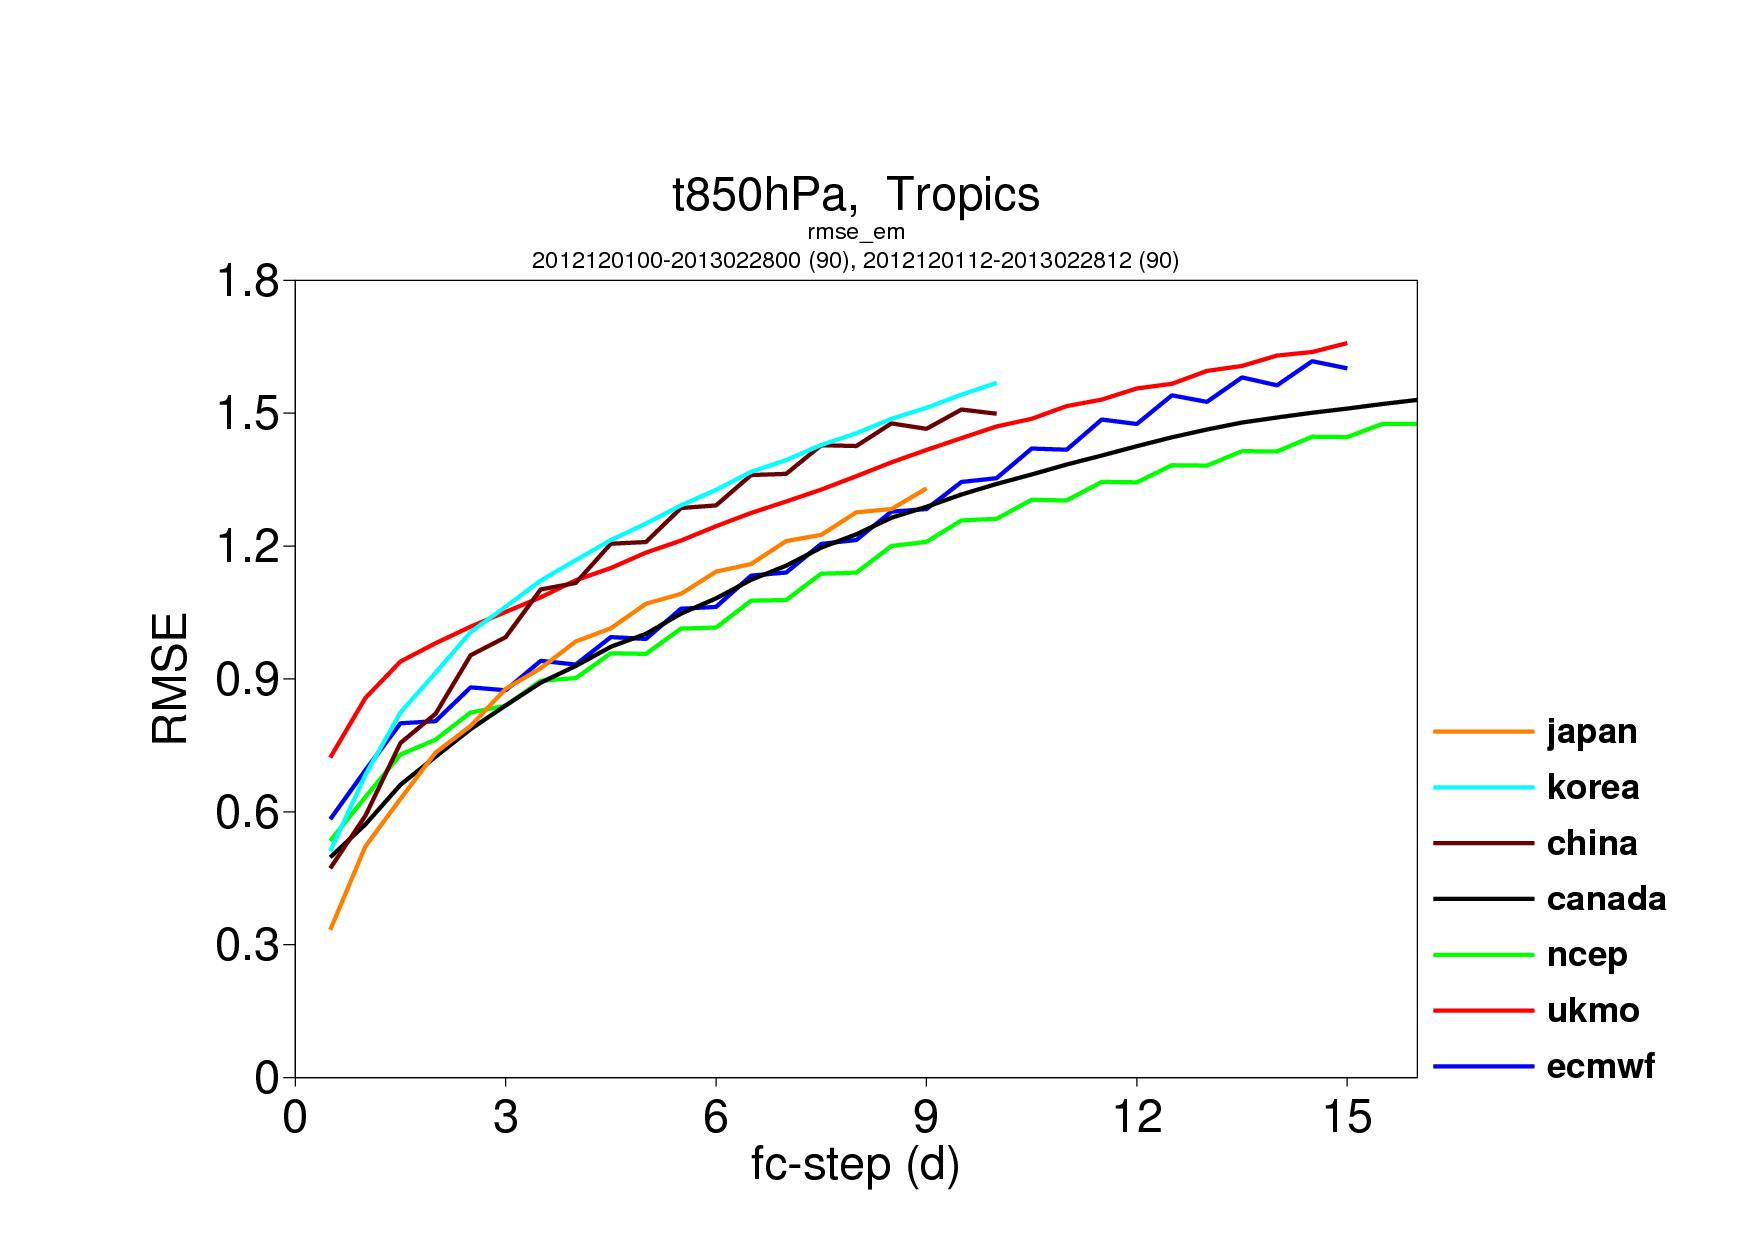 t850hPa, Tropics
rmse_em
2012120100-2013022800 (90), 2012120112-2013022812 (90)
1.8
1.5
1.2
0.9
0.6
0.3
0
RMSE
0 3 6 9 12 15
fc-step (d)
japan
korea
china
canada
ncep
ukmo
ecmwf